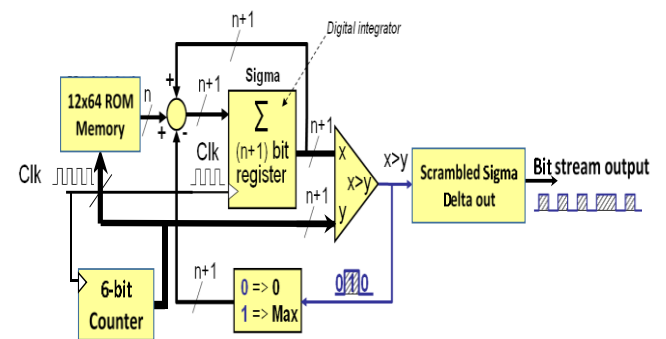 n+1
Digital integrator
Sigma
12x64 ROM
Memory
n
+
+
-
n+1
Σ
(n+1) bit
register
n+1
x
x>y
y
x>y
Scrambled Sigma
Delta out
Bit stream output
Clk
Clk
n+1
6-bit
Counter
n+1
0 => 0
1 => Max
0 1 0